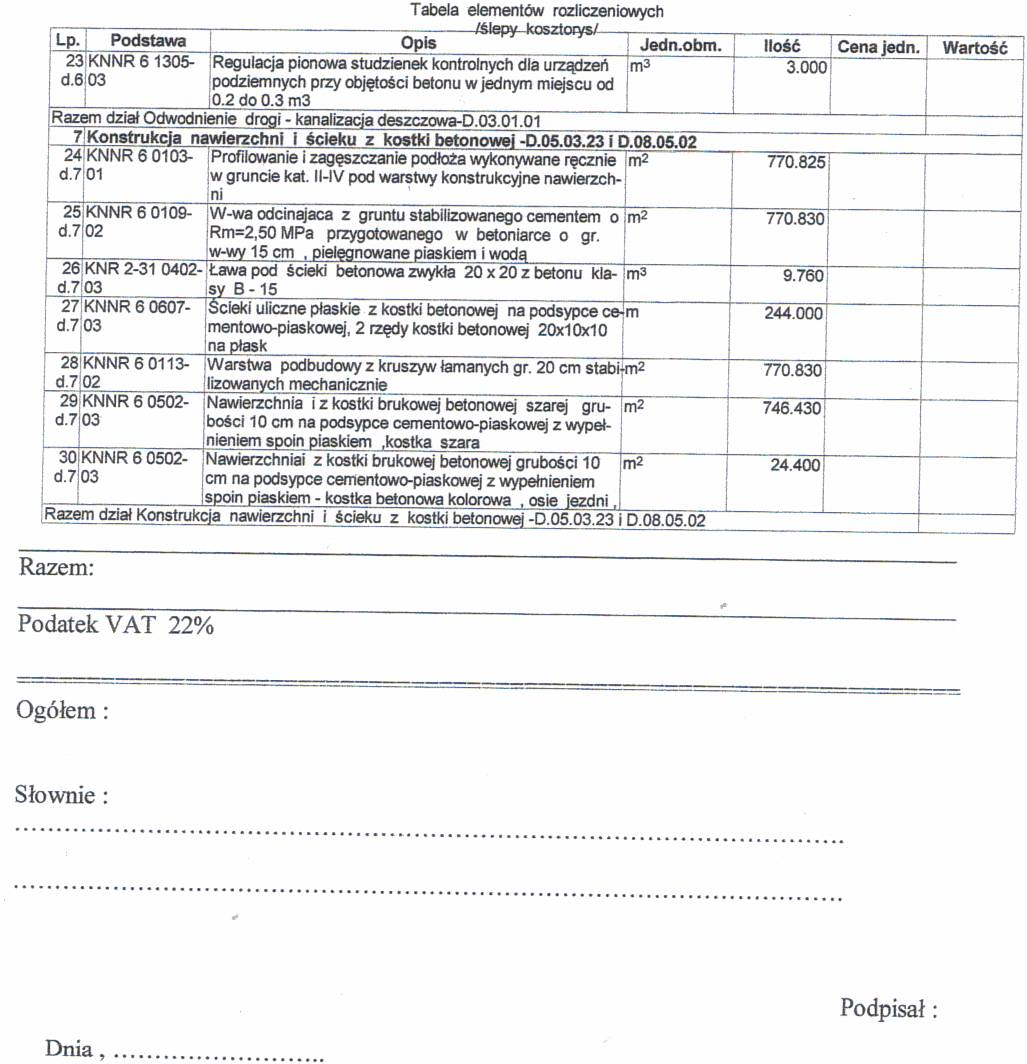 Tabela elementów rozliczeniowych
/ślepy kosztorys/
Lp. Podstawa Opis Jedn.obm. Ilość Cena jedn. Wartość
23 KNNR 6 1305- Regulacja pionowa studzienek kontrolnych dla urządzeń m3 3.000
d.6 03 podziemnych przy objętości betonu w jednym miejscu od
0.2 do 0.3 m3
Razem dział Odwodnienie drogi - kanalizacja deszczowa-D.03.01.01
7 Konstrukcja nawierzchni i ścieku z kostki betonowej -D.05.03.23 i D.08.05.02
24 KNNR 6 0103- Profilowanie i zagęszczanie podłoża wykonywane ręcznie m2 770.825
d.7 01 w gruncie kat. II-IV pod warstwy konstrukcyjne nawierzch-
ni
25 KNNR 6 0109- W-wa odcinajaca z gruntu stabilizowanego cementem o m2 770.830
d.7 02 Rm=2,50 MPa przygotowanego w betoniarce o gr.
w-wy 15 cm , pielęgnowane piaskiem i wodą
26 KNR 2-31 0402- Ława pod ścieki betonowa zwykła 20 x 20 z betonu kla- m3 9.760
d.7 03 sy B - 15
27 KNNR 6 0607- Ścieki uliczne płaskie z kostki betonowej na podsypce ce- m 244.000
d.7 03 mentowo-piaskowej, 2 rzędy kostki betonowej 20x10x10
na płask
28 KNNR 6 0113- Warstwa podbudowy z kruszyw łamanych gr. 20 cm stabi- m2 770.830
d.7 02 lizowanych mechanicznie
29 KNNR 6 0502- Nawierzchnia i z kostki brukowej betonowej szarej gru- m2 746.430
d.7 03 bości 10 cm na podsypce cementowo-piaskowej z wypeł-
nieniem spoin piaskiem ,kostka szara
30 KNNR 6 0502- Nawierzchniai z kostki brukowej betonowej grubości 10 m2 24.400
d.7 03 cm na podsypce cementowo-piaskowej z wypełnieniem
spoin piaskiem - kostka betonowa kolorowa , osie jezdni ,
Razem dział Konstrukcja nawierzchni i ścieku z kostki betonowej -D.05.03.23 i D.08.05.02
Razem:
Podatek VAT 22%
Ogółem :
Słownie :
Podpisał :
Dnia , ..........................